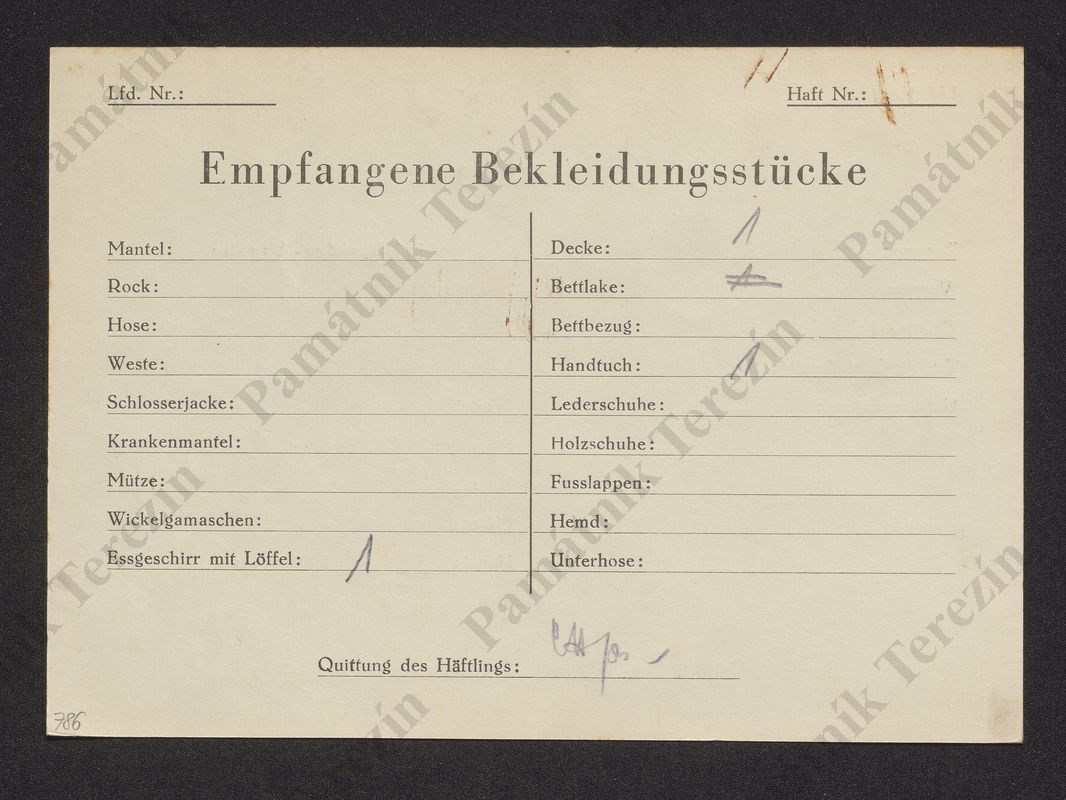 Lfd. Nr.:
Haft Nr.:
Empfangene Bekleidungsstücke
Mantel:
Rock:
Hose:
Weste:
Schlosserjacke:
Krankenmantel:
Mütze:
Wickelgamaschen:
Essgeschirr mit Löffel: 1
Decke: 1
Bettlake: 1
Bettbezug:
Handtuch: 1
Lederschuhe:
Holzschuhe:
Fusslappen:
Hemd:
Unterhose:
Quittung des Häftlings:
786
Památník Terezín